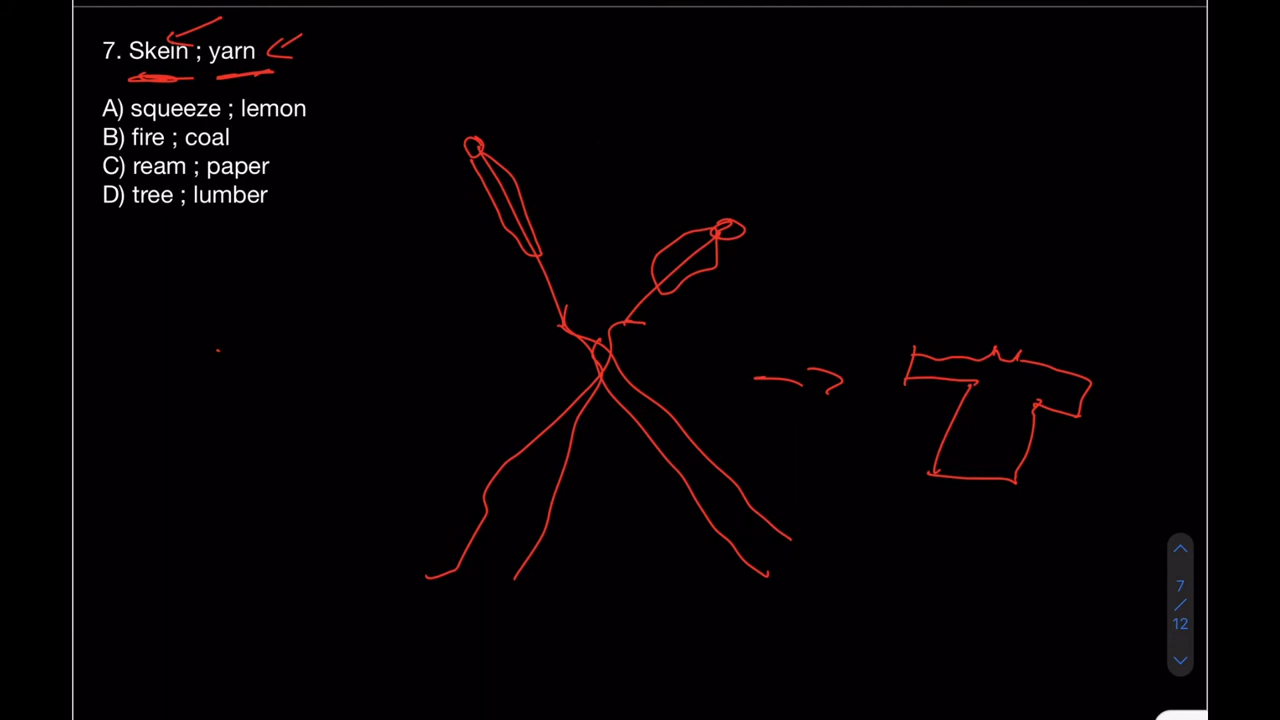 7. Skein ; yarn
A) squeeze ; lemon
B) fire ; coal
C) ream ; paper
D) tree ; lumber
7
/
12